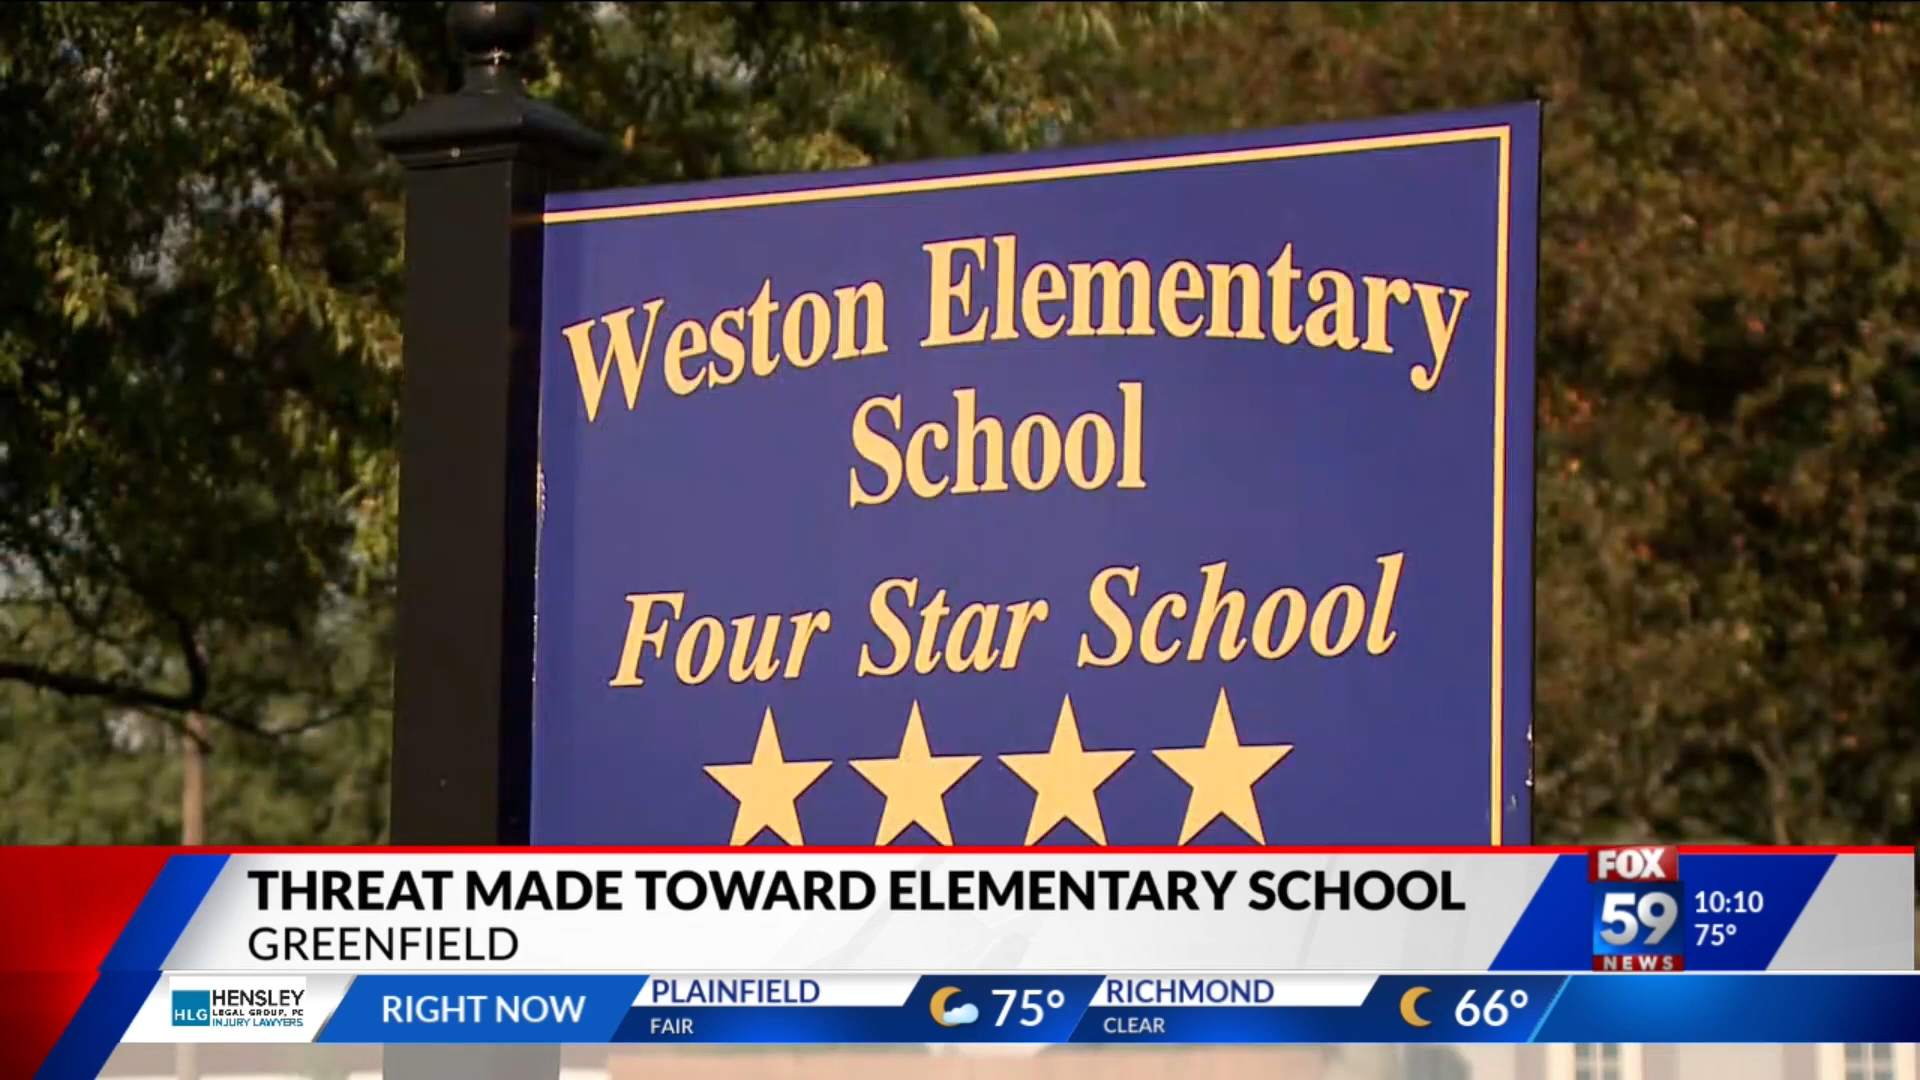 Weston Elementary
School
Four Star School
THREAT MADE TOWARD ELEMENTARY SCHOOL
GREENFIELD
FOX
59
NEWS
10:10
75°
HLG
HENSLEY
LEGAL GROUP, PC
INJURY LAWYERS
RIGHT NOW
PLAINFIELD
FAIR
75°
RICHMOND
CLEAR
66°